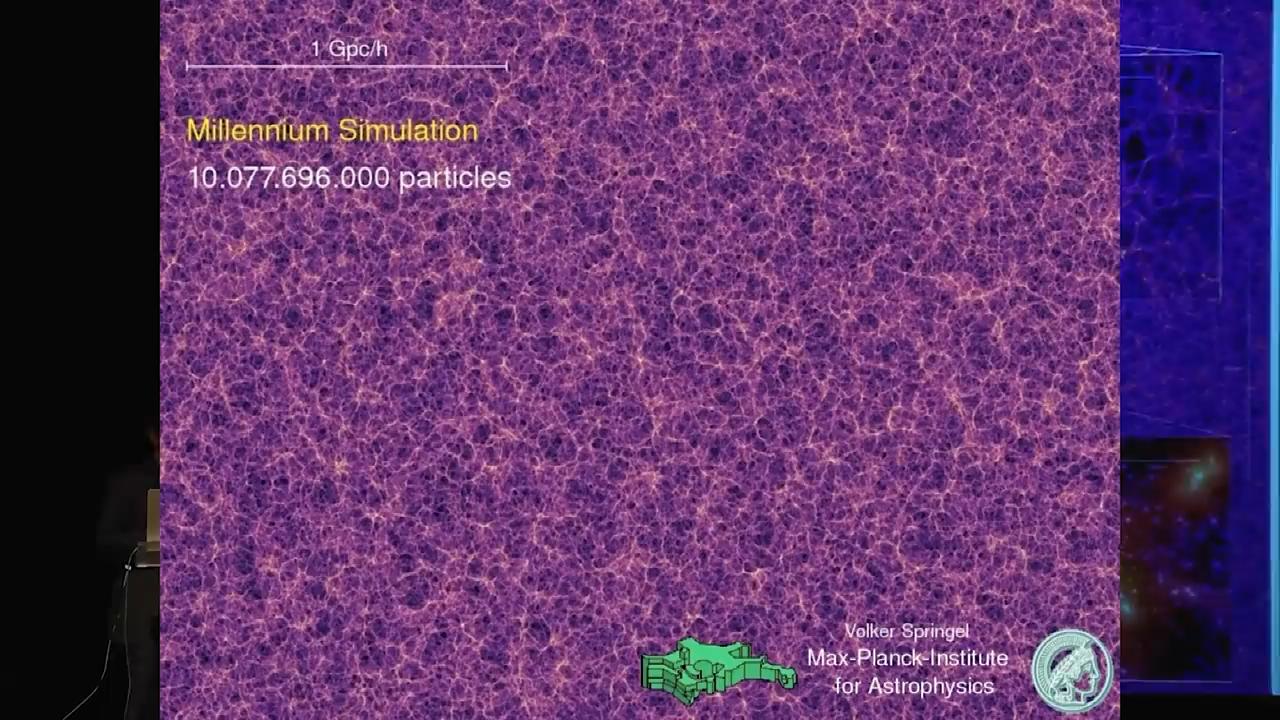 1 Gpc/h
Millennium Simulation
10.077.696.000 particles
Volker Springel
Max-Planck-Institute
for Astrophysics